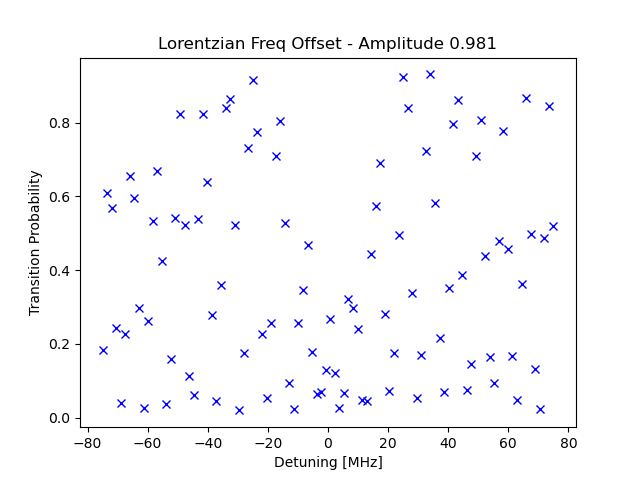 Lorentzian Freq Offset - Amplitude 0.981
Transition Probability
0.8
0.6
0.4
0.2
0.0
−80 −60 −40 −20 0 20 40 60 80
Detuning [MHz]